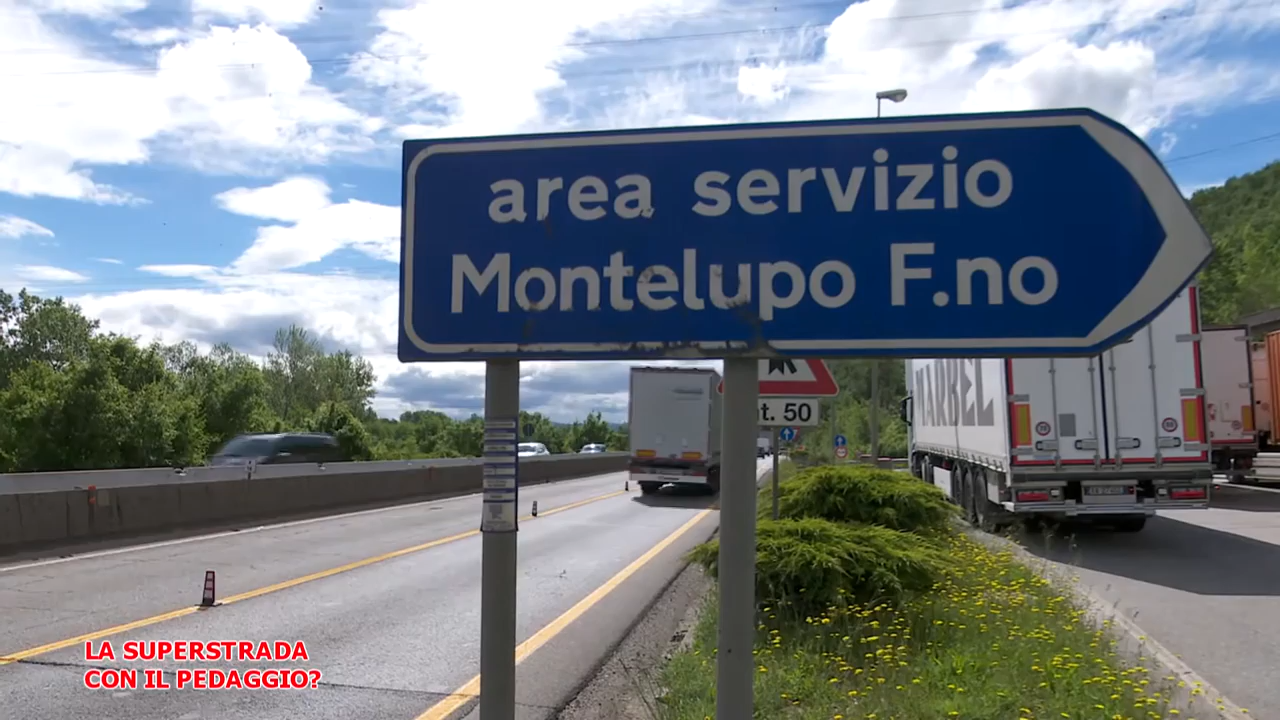 area servizio
Montelupo F.no
t. 50
MARBEL
LA SUPERSTRADA
CON IL PEDAGGIO?